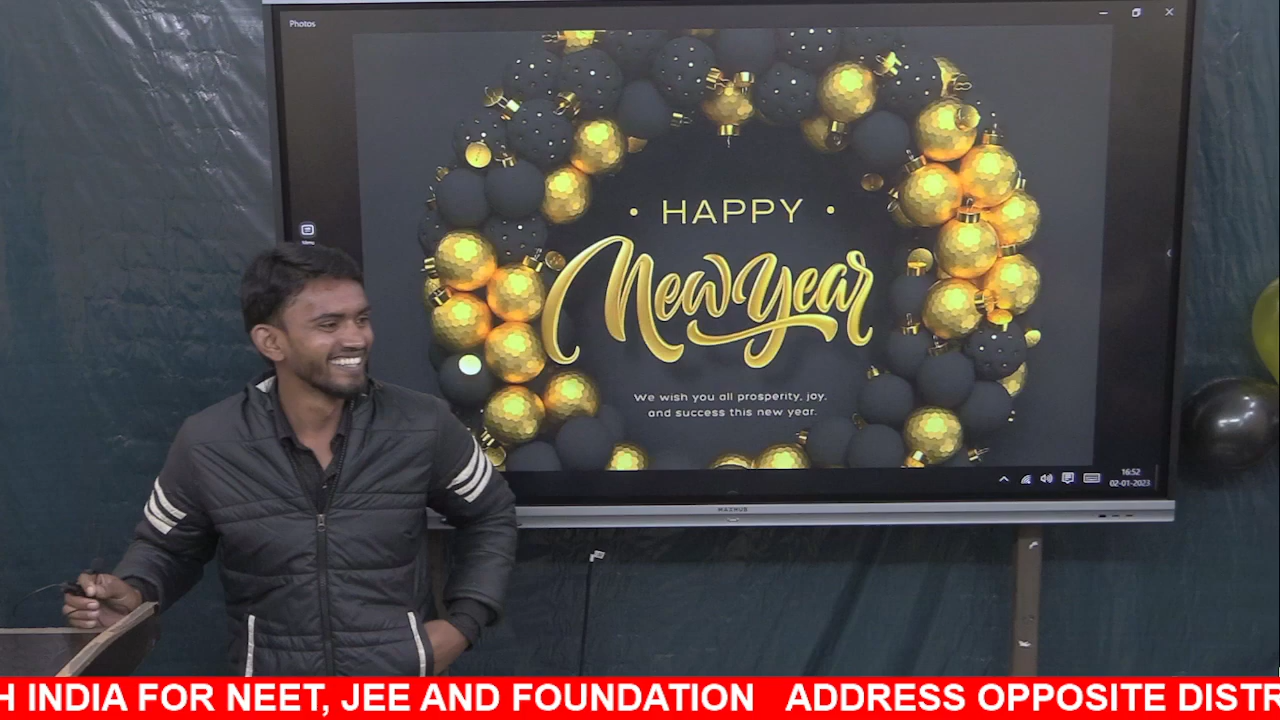 Photos
• HAPPY •
New Year
We wish you all prosperity, joy,
and success this new year.
16:52
02-01-2023
MAXHUB
H INDIA FOR NEET, JEE AND FOUNDATION ADDRESS OPPOSITE DISTR